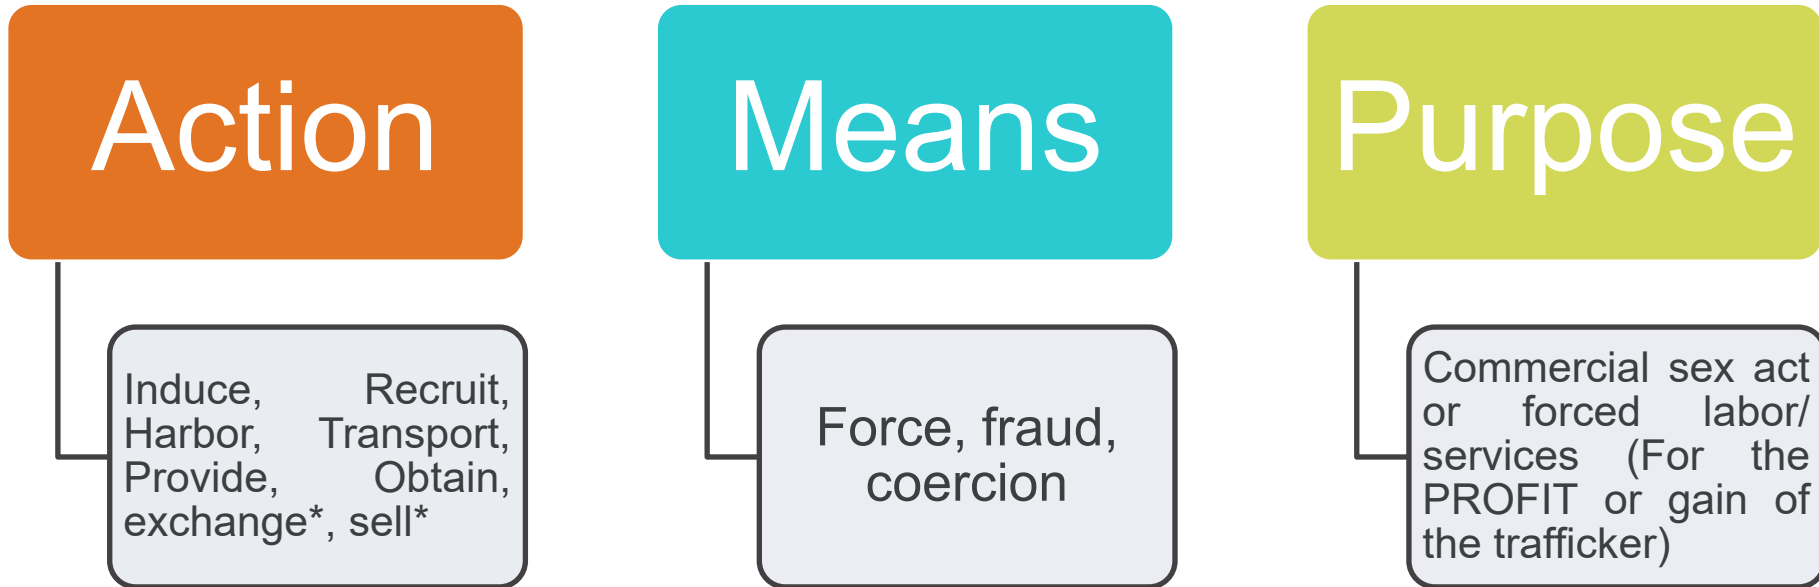 Action
Induce, Recruit,
Harbor, Transport,
Provide, Obtain,
exchange*, sell*
Means
Force, fraud,
coercion
Purpose
Commercial sex act
or forced labor/
services (For the
PROFIT or gain of
the trafficker)